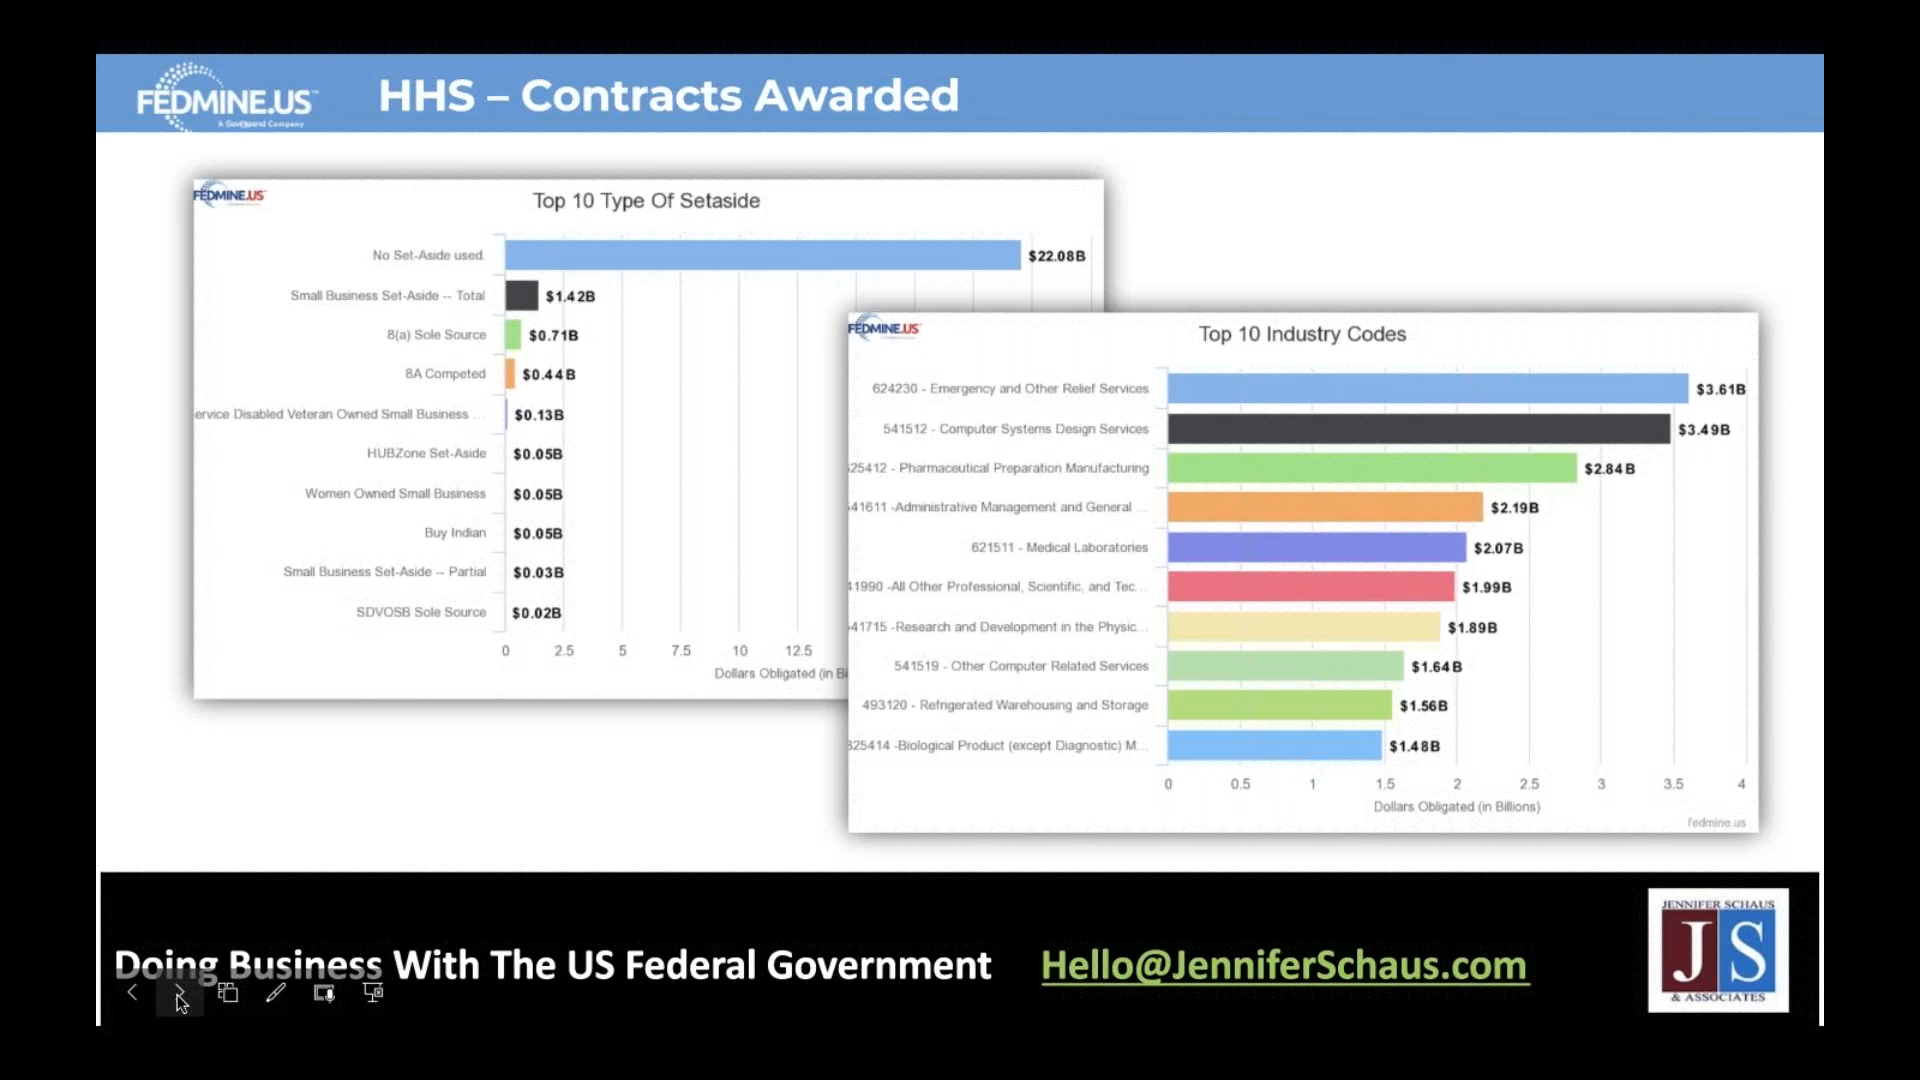 FEDMINE.US™
A GovSpend Company
HHS – Contracts Awarded
FEDMINE.US
Top 10 Type Of Setaside
No Set-Aside used. $22.08B
Small Business Set-Aside -- Total $1.42B
8(a) Sole Source $0.71B
8A Competed $0.44B
ervice Disabled Veteran Owned Small Business ... $0.13B
HUBZone Set-Aside $0.05B
Women Owned Small Business $0.05B
Buy Indian $0.05B
Small Business Set-Aside -- Partial $0.03B
SDVOSB Sole Source $0.02B
0 2.5 5 7.5 10 12.5
Dollars Obligated (in Bi
FEDMINE.US
Top 10 Industry Codes
624230 - Emergency and Other Relief Services $3.61B
541512 - Computer Systems Design Services $3.49B
325412 - Pharmaceutical Preparation Manufacturing $2.84B
541611 -Administrative Management and General ... $2.19B
621511 - Medical Laboratories $2.07B
41990 -All Other Professional, Scientific, and Tec... $1.99B
541715 -Research and Development in the Physic... $1.89B
541519 - Other Computer Related Services $1.64B
493120 - Refrigerated Warehousing and Storage $1.56B
325414 -Biological Product (except Diagnostic) M... $1.48B
0 0.5 1 1.5 2 2.5 3 3.5 4
Dollars Obligated (in Billions)
fedmine.us
Doing Business With The US Federal Government Hello@JenniferSchaus.com
JENNIFER SCHAUS
JS
& ASSOCIATES